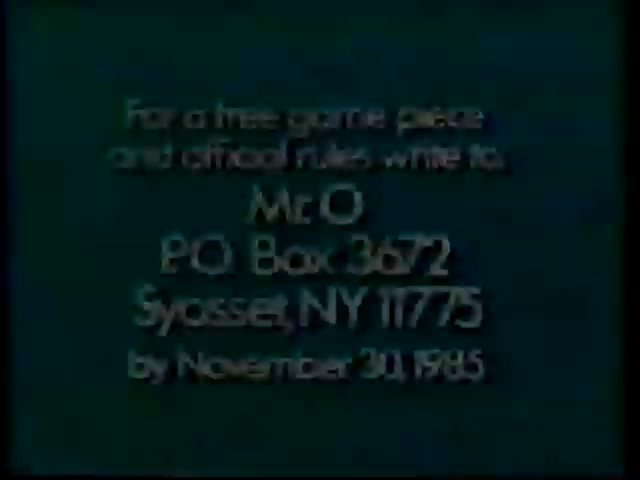 For a free game piece
and official rules write to:
Mr. O
P.O. Box 3672
Syosset, NY 11775
by November 30, 1985